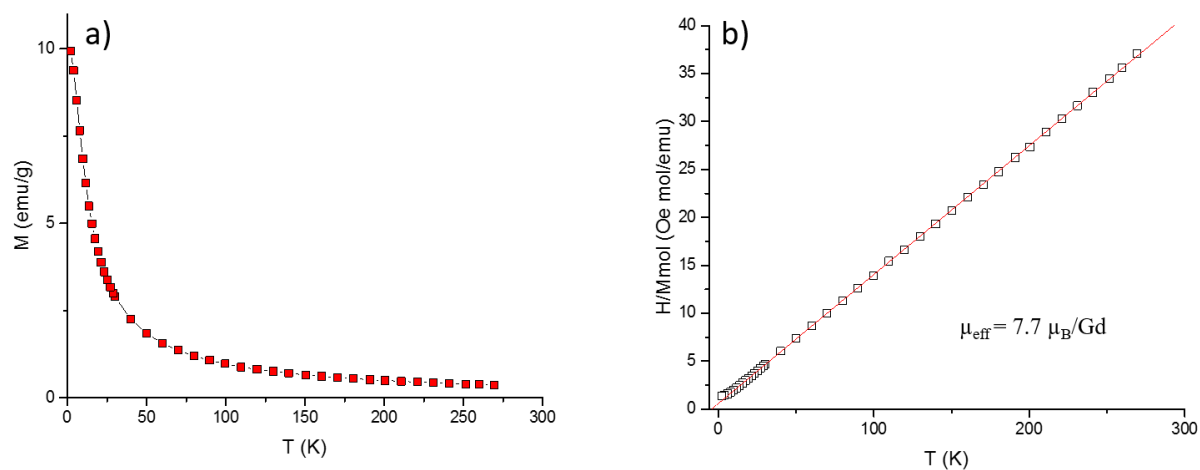 a)
10
5
0
M (emu/g)
0 50 100 150 200 250 300
T (K)
b)
40
35
30
25
20
15
10
5
0
H/Mmol (Oe mol/emu)
μeff = 7.7 μB/Gd
0 100 200 300
T (K)